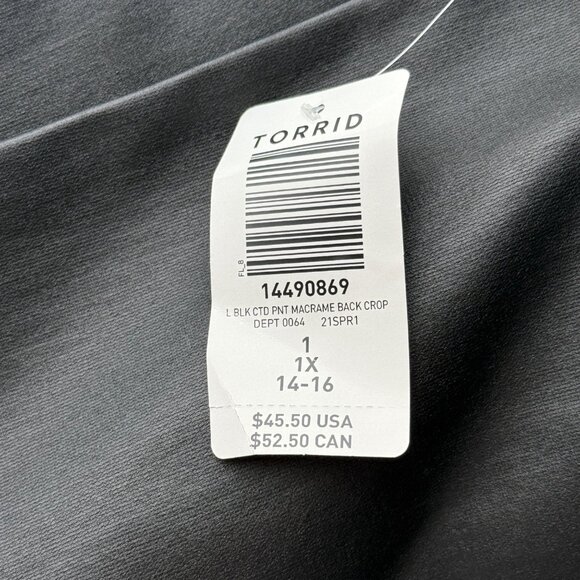 TORRID
FL_8
14490869
L BLK CTD PNT MACRAME BACK CROP
DEPT 0064 21SPR1
1
1X
14-16
$45.50 USA
$52.50 CAN